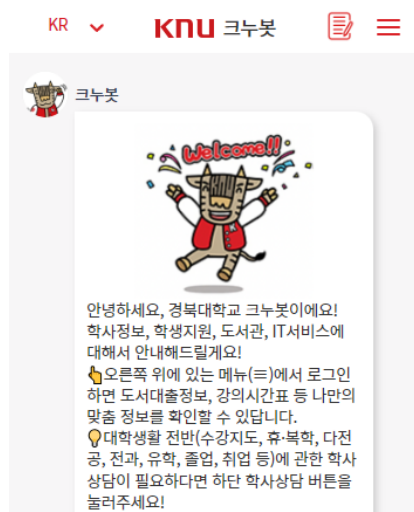 KR
KNU 크누봇
크누봇
Welcome!!
KNU
안녕하세요, 경북대학교 크누봇이에요!
학사정보, 학생지원, 도서관, IT서비스에
대해서 안내해드릴게요!
👆오른쪽 위에 있는 메뉴(≡)에서 로그인
하면 도서대출정보, 강의시간표 등 나만의
맞춤 정보를 확인할 수 있답니다.
💡대학생활 전반(수강지도, 휴·복학, 다전
공, 전과, 유학, 졸업, 취업 등)에 관한 학사
상담이 필요하다면 하단 학사상담 버튼을
눌러주세요!